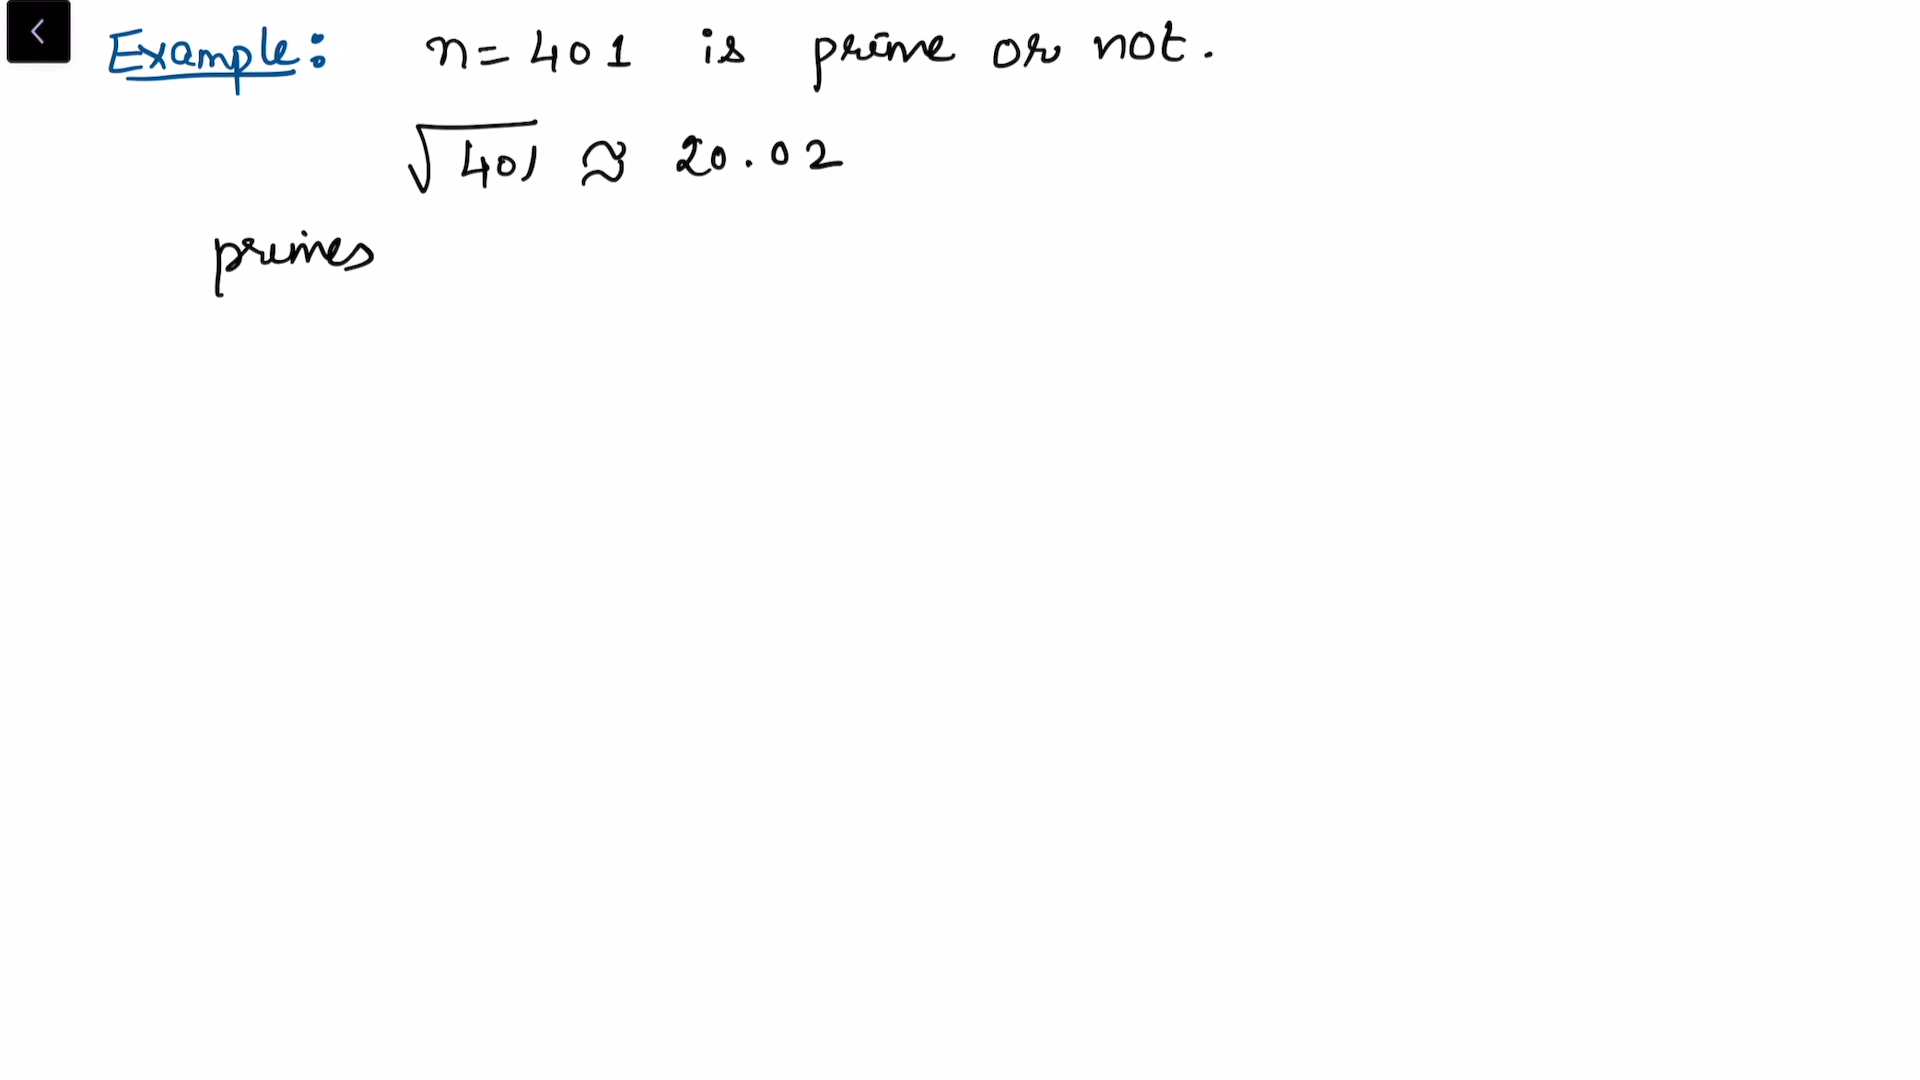 Example: n = 401 is prime or not.
√401 ≈ 20.02
primes